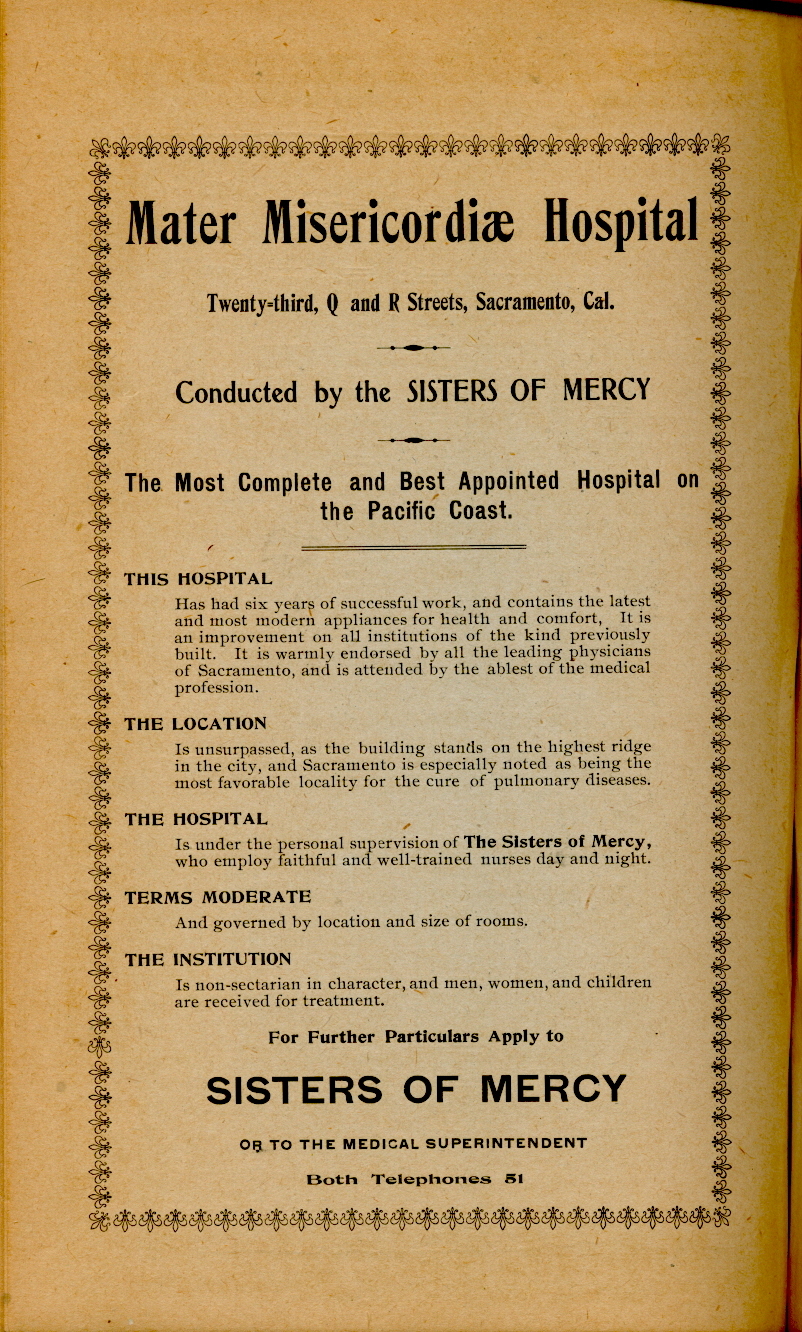 Mater Misericordiæ Hospital
Twenty-third, Q and R Streets, Sacramento, Cal.
Conducted by the SISTERS OF MERCY
The Most Complete and Best Appointed Hospital on
the Pacific Coast.
THIS HOSPITAL
Has had six years of successful work, and contains the latest
and most modern appliances for health and comfort, It is
an improvement on all institutions of the kind previously
built. It is warmly endorsed by all the leading physicians
of Sacramento, and is attended by the ablest of the medical
profession.
THE LOCATION
Is unsurpassed, as the building stands on the highest ridge
in the city, and Sacramento is especially noted as being the
most favorable locality for the cure of pulmonary diseases.
THE HOSPITAL
Is under the personal supervision of The Sisters of Mercy,
who employ faithful and well-trained nurses day and night.
TERMS MODERATE
And governed by location and size of rooms.
THE INSTITUTION
Is non-sectarian in character, and men, women, and children
are received for treatment.
For Further Particulars Apply to
SISTERS OF MERCY
OR TO THE MEDICAL SUPERINTENDENT
Both Telephones 51